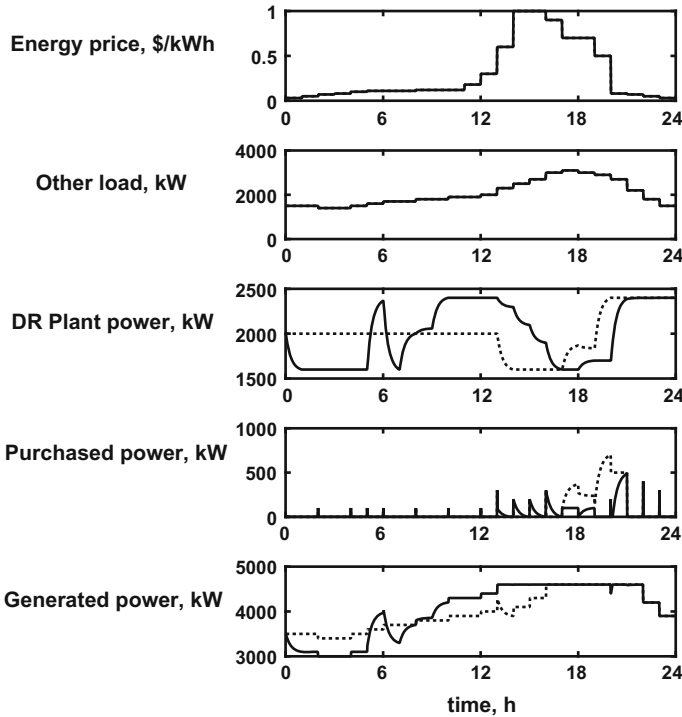 1
Energy price, $/kWh
0.5
0
0 6 12 18 24
4000
Other load, kW
2000
0
0 6 12 18 24
2500
DR Plant power, kW
2000
1500
0 6 12 18 24
1000
Purchased power, kW
500
0
0 6 12 18 24
5000
Generated power, kW
4000
3000
0 6 12 18 24
time, h